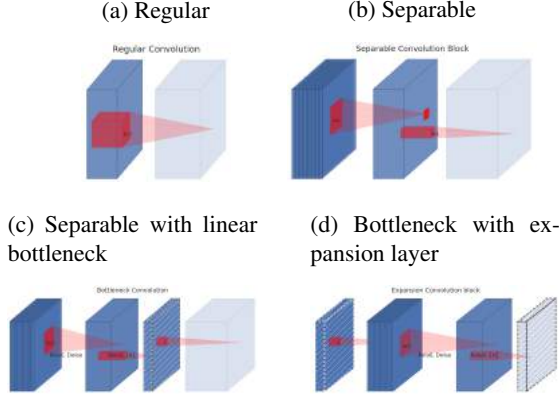 (a) Regular
(b) Separable
Regular Convolution
Separable Convolution Block
(c) Separable with linear
bottleneck
(d) Bottleneck with ex-
pansion layer
Bottleneck Convolution
Expansion Convolution block